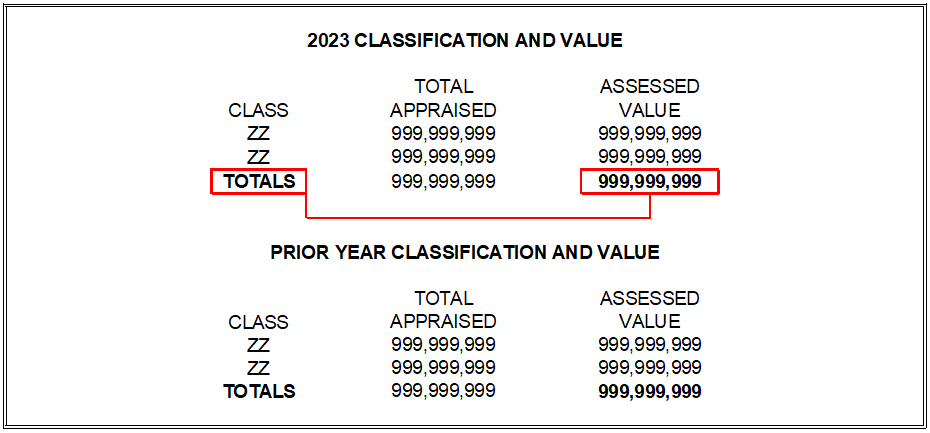 2023 CLASSIFICATION AND VALUE
TOTAL ASSESSED
CLASS APPRAISED VALUE
ZZ 999,999,999 999,999,999
ZZ 999,999,999 999,999,999
TOTALS 999,999,999 999,999,999
PRIOR YEAR CLASSIFICATION AND VALUE
TOTAL ASSESSED
CLASS APPRAISED VALUE
ZZ 999,999,999 999,999,999
ZZ 999,999,999 999,999,999
TOTALS 999,999,999 999,999,999